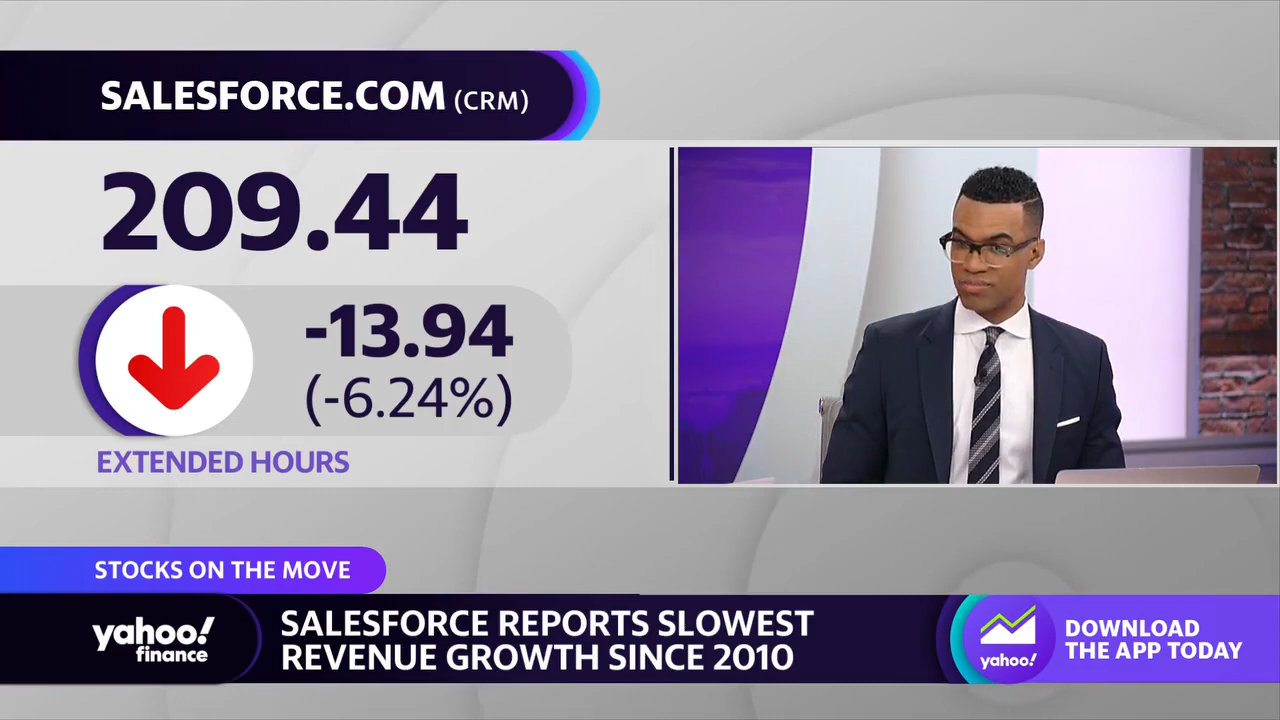 SALESFORCE.COM (CRM)
209.44
-13.94
(-6.24%)
EXTENDED HOURS
STOCKS ON THE MOVE
yahoo!
finance
SALESFORCE REPORTS SLOWEST
REVENUE GROWTH SINCE 2010
yahoo!
DOWNLOAD
THE APP TODAY